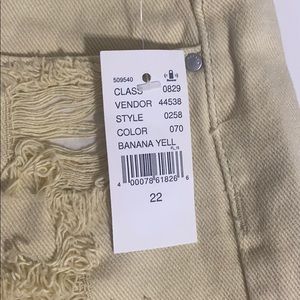 509540
CLASS 0829
VENDOR 44538
STYLE 0258
COLOR 070
BANANA YELL
4 00078 61826 6
22